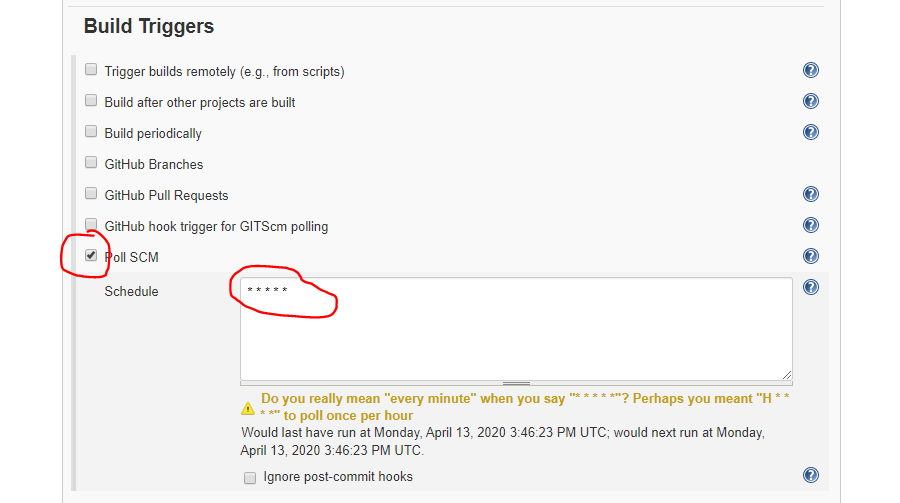 Build Triggers
Trigger builds remotely (e.g., from scripts)
Build after other projects are built
Build periodically
GitHub Branches
GitHub Pull Requests
GitHub hook trigger for GITScm polling
Poll SCM
Schedule
* * * * *
Do you really mean "every minute" when you say "* * * * *"? Perhaps you meant "H * *
* *" to poll once per hour
Would last have run at Monday, April 13, 2020 3:46:23 PM UTC; would next run at Monday,
April 13, 2020 3:46:23 PM UTC.
Ignore post-commit hooks